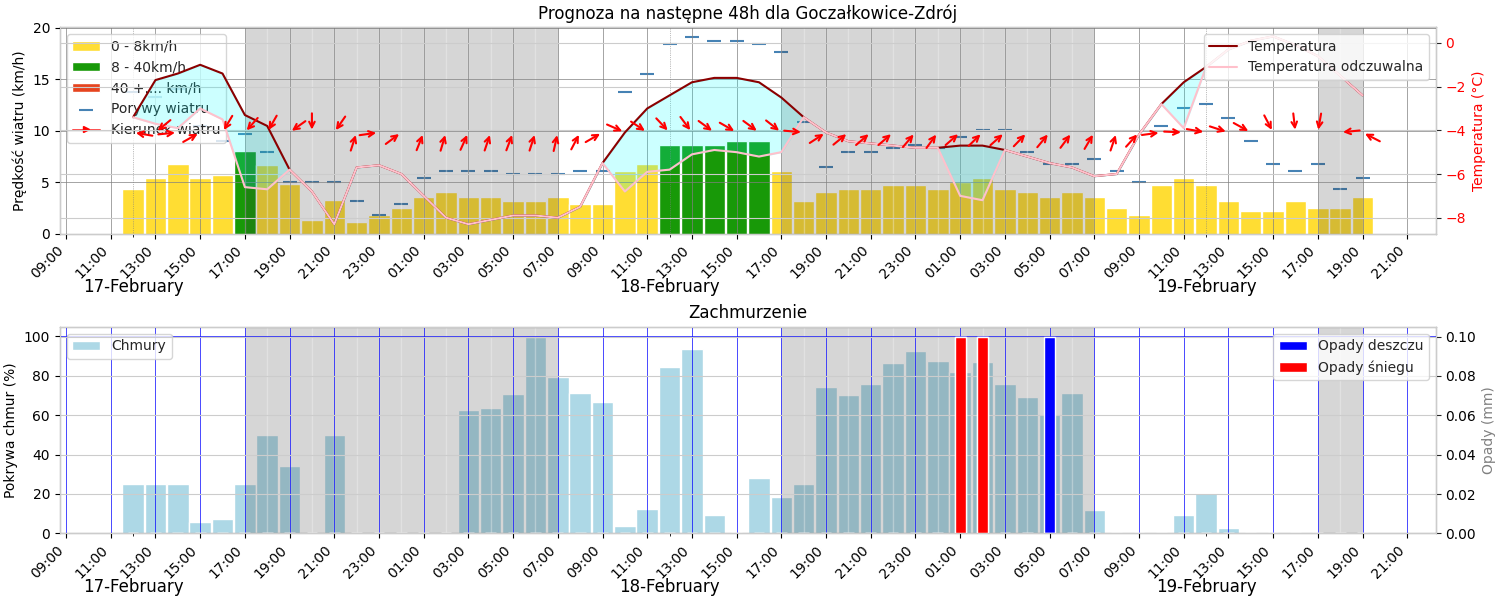 Prognoza na następne 48h dla Goczałkowice-Zdrój
Prędkość wiatru (km/h)
20
15
10
5
0
0 - 8km/h
8 - 40km/h
40 +,... km/h
Porywy wiatru
Kierunek wiatru
Temperatura
Temperatura odczuwalna
0
−2
−4
−6
−8
Temperatura (°C)
09:00 11:00 13:00 15:00 17:00 19:00 21:00 23:00 01:00 03:00 05:00 07:00 09:00 11:00 13:00 15:00 17:00 19:00 21:00 23:00 01:00 03:00 05:00 07:00 09:00 11:00 13:00 15:00 17:00 19:00 21:00
17-February 18-February 19-February
Zachmurzenie
Pokrywa chmur (%)
100
80
60
40
20
0
Chmury
Opady deszczu
Opady śniegu
0.10
0.08
0.06
0.04
0.02
0.00
Opady (mm)
09:00 11:00 13:00 15:00 17:00 19:00 21:00 23:00 01:00 03:00 05:00 07:00 09:00 11:00 13:00 15:00 17:00 19:00 21:00 23:00 01:00 03:00 05:00 07:00 09:00 11:00 13:00 15:00 17:00 19:00 21:00
17-February 18-February 19-February